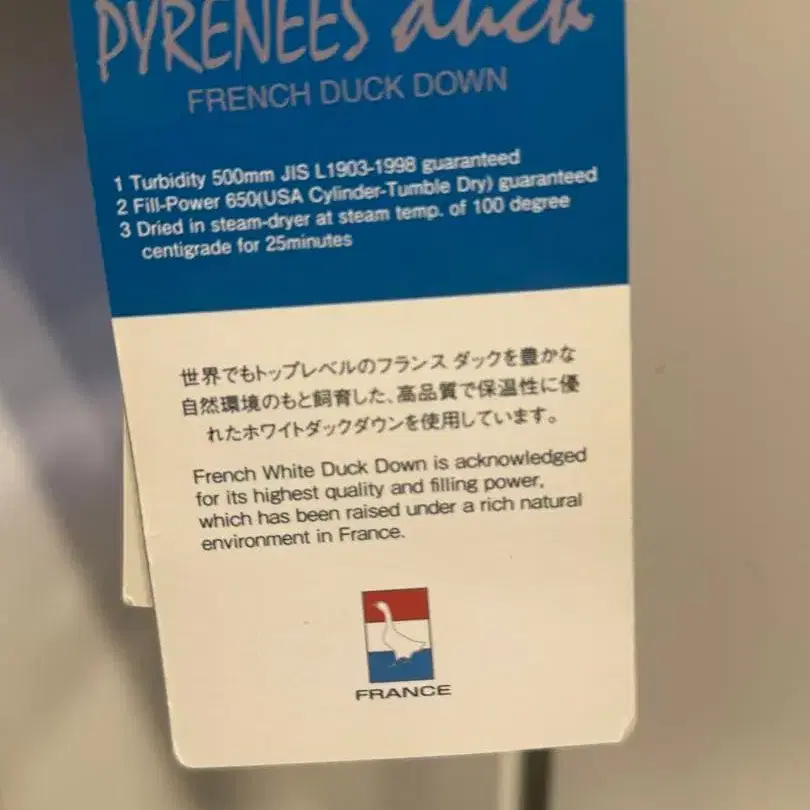 PYRENEES duck
FRENCH DUCK DOWN
1 Turbidity 500mm JIS L1903-1998 guaranteed
2 Fill-Power 650(USA Cylinder-Tumble Dry) guaranteed
3 Dried in steam-dryer at steam temp. of 100 degree
centigrade for 25minutes
世界でもトップレベルのフランス ダックを豊かな
自然環境のもと飼育した、高品質で保温性に優
れたホワイトダックダウンを使用しています。
French White Duck Down is acknowledged
for its highest quality and filling power,
which has been raised under a rich natural
environment in France.
FRANCE